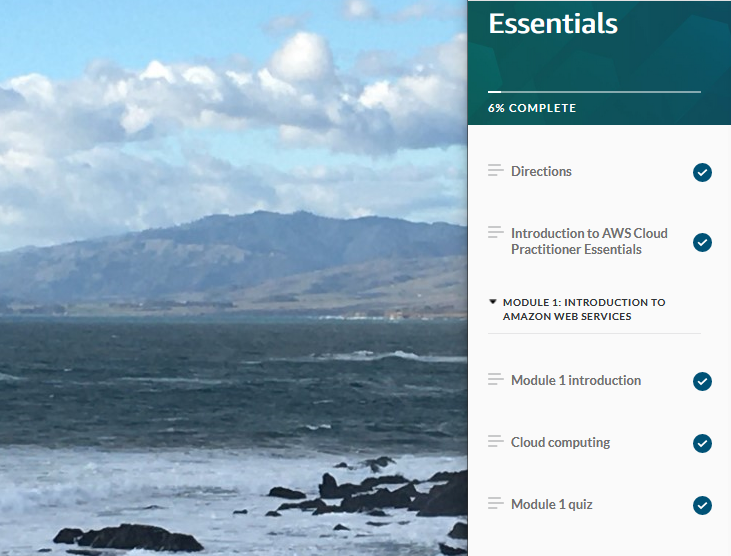 Essentials
6% COMPLETE
Directions
Introduction to AWS Cloud
Practitioner Essentials
MODULE 1: INTRODUCTION TO
AMAZON WEB SERVICES
Module 1 introduction
Cloud computing
Module 1 quiz